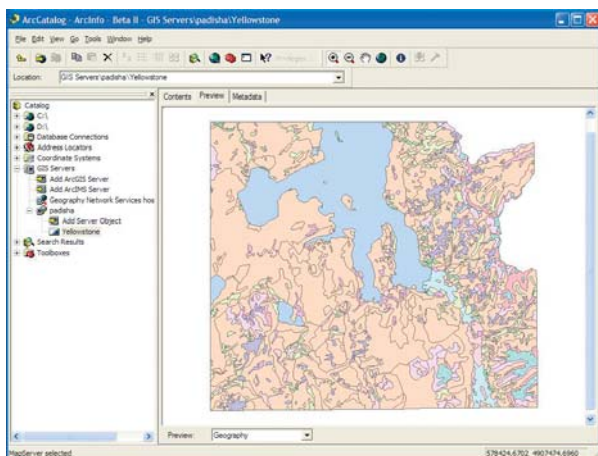 ArcCatalog - ArcInfo - Beta II - GIS Servers\padisha\Yellowstone
File Edit View Go Tools Window Help
Location: GIS Servers\padisha\Yellowstone
Contents Preview Metadata
Catalog
C:\
D:\
Database Connections
Address Locators
Coordinate Systems
GIS Servers
Add ArcGIS Server
Add ArcIMS Server
Geography Network Services hos
padisha
Add Server Object
Yellowstone
Search Results
Toolboxes
Preview: Geography
MapServer selected
578424.6702 4907474.6960